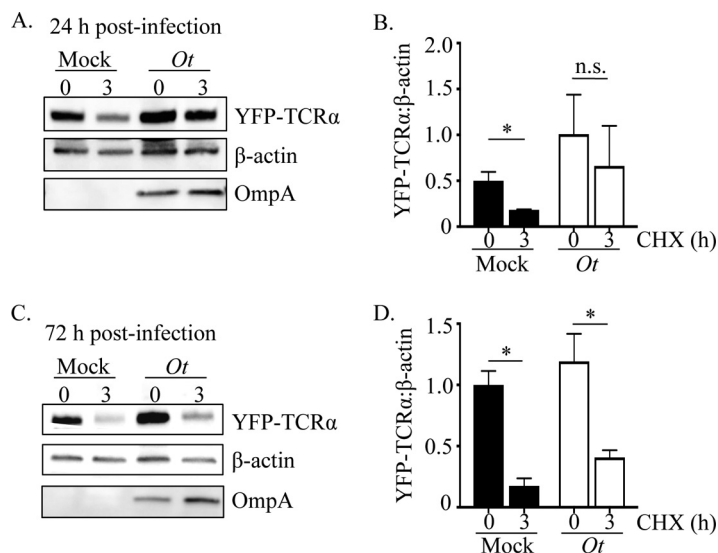 A.
24 h post-infection
Mock Ot
0 3 0 3
YFP-TCRα
β-actin
OmpA
B.
YFP-TCRα:β-actin
2.0
1.5
1.0
0.5
0
* n.s.
0 3 0 3 CHX (h)
Mock Ot
C.
72 h post-infection
Mock Ot
0 3 0 3
YFP-TCRα
β-actin
OmpA
D.
YFP-TCRα:β-actin
1.5
1.0
0.5
0
* *
0 3 0 3 CHX (h)
Mock Ot